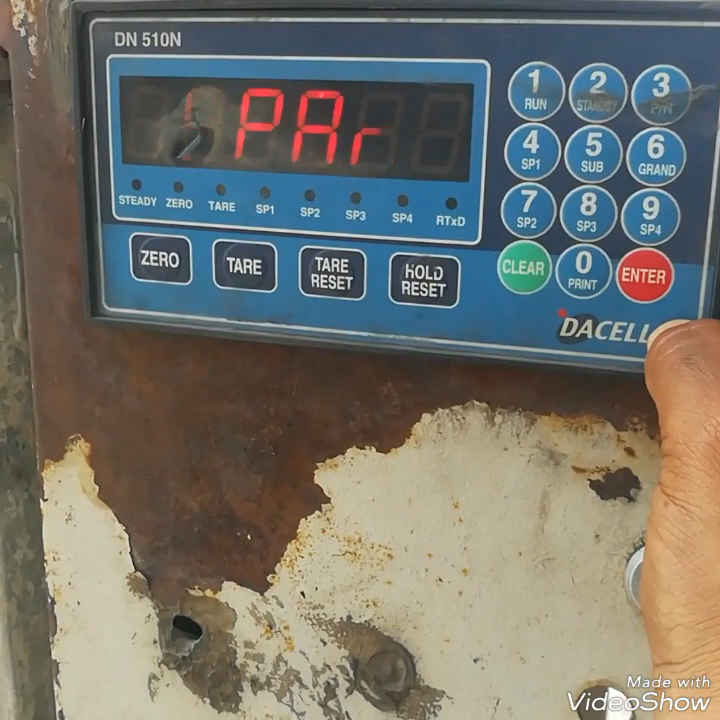 DN 510N
PAr
STEADY ZERO TARE SP1 SP2 SP3 SP4 RTxD
1 RUN 2 STANDBY 3 P/N
4 SP1 5 SUB 6 GRAND
7 SP2 8 SP3 9 SP4
CLEAR 0 PRINT ENTER
ZERO TARE TARE RESET HOLD RESET
DACELL
Made with
VideoShow